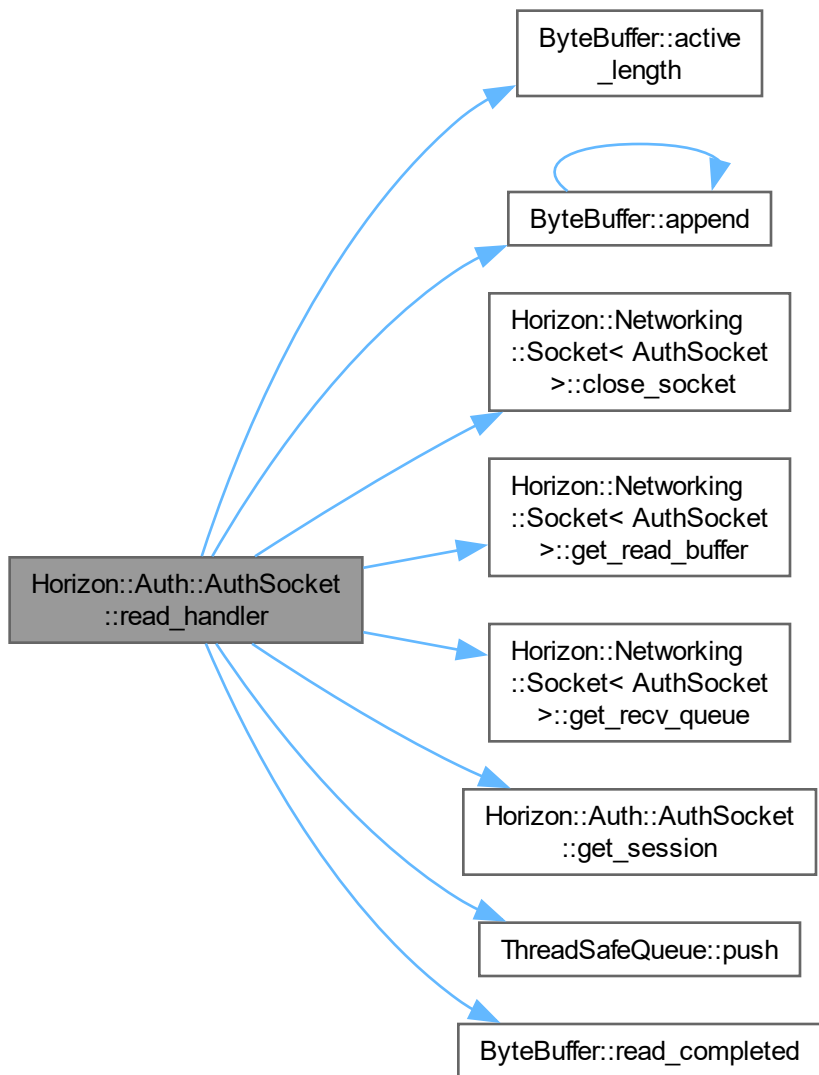 ByteBuffer::active
_length
ByteBuffer::append
Horizon::Networking
::Socket< AuthSocket
>::close_socket
Horizon::Networking
::Socket< AuthSocket
>::get_read_buffer
Horizon::Auth::AuthSocket
::read_handler
Horizon::Networking
::Socket< AuthSocket
>::get_recv_queue
Horizon::Auth::AuthSocket
::get_session
ThreadSafeQueue::push
ByteBuffer::read_completed